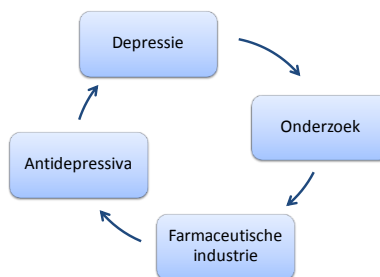 Depressie
Onderzoek
Antidepressiva
Farmaceutische
industrie